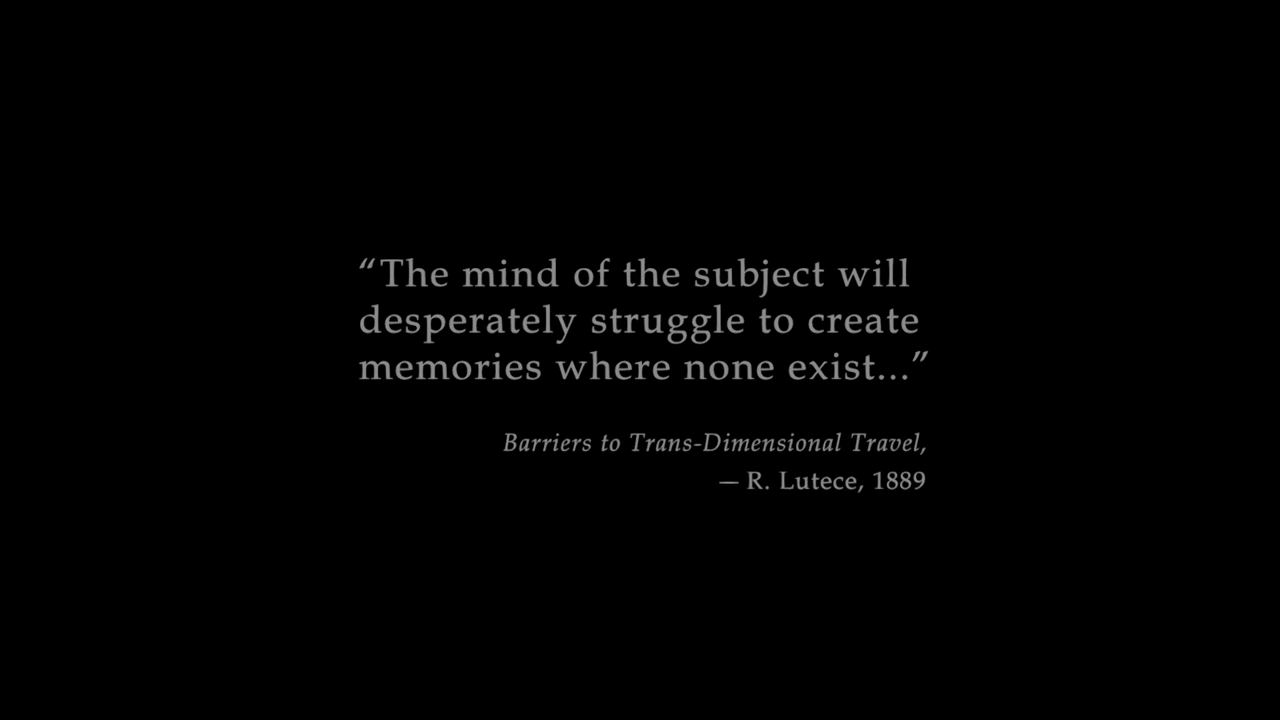 “The mind of the subject will
desperately struggle to create
memories where none exist...”
Barriers to Trans-Dimensional Travel,
— R. Lutece, 1889